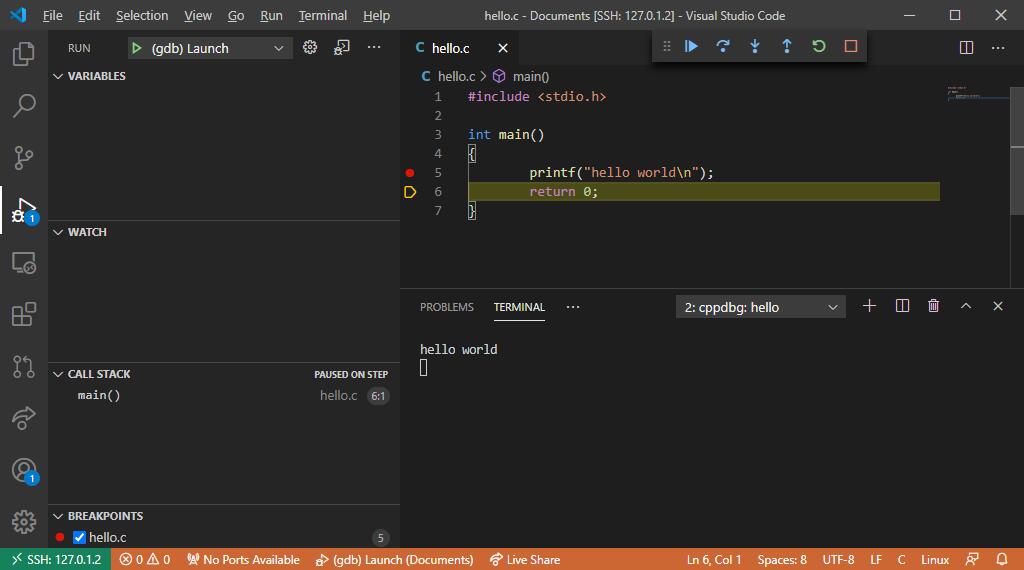 File Edit Selection View Go Run Terminal Help hello.c - Documents [SSH: 127.0.1.2] - Visual Studio Code
RUN (gdb) Launch
VARIABLES
WATCH
CALL STACK PAUSED ON STEP
main() hello.c 6:1
BREAKPOINTS
hello.c 5
1
1
C hello.c
C hello.c > main()
1 #include <stdio.h>
2
3 int main()
4 {
5 printf("hello world\n");
6 return 0;
7 }
PROBLEMS TERMINAL 2: cppdbg: hello
hello world
SSH: 127.0.1.2 0 0 No Ports Available (gdb) Launch (Documents) Live Share Ln 6, Col 1 Spaces: 8 UTF-8 LF C Linux